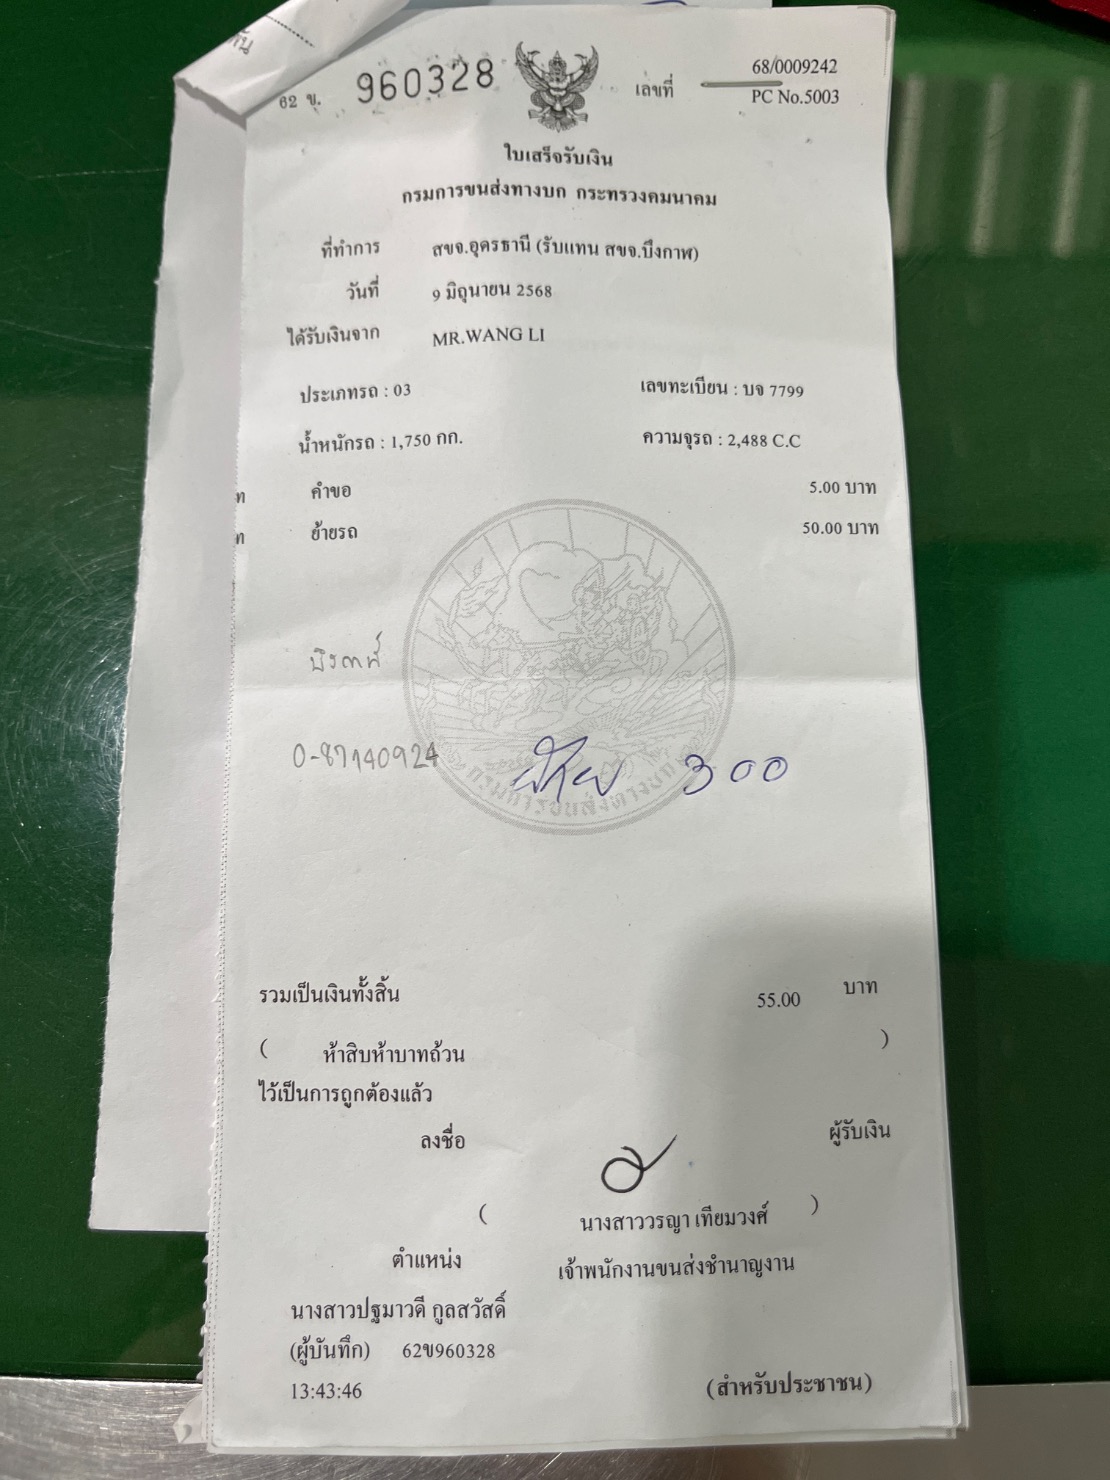 62 ข. 960328 เลขที่ 68/0009242
PC No.5003
ใบเสร็จรับเงิน
กรมการขนส่งทางบก กระทรวงคมนาคม
ที่ทำการ สขจ.อุดรธานี (รับแทน สขจ.บึงกาฬ)
วันที่ 9 มิถุนายน 2568
ได้รับเงินจาก MR.WANG LI
ประเภทรถ : 03 เลขทะเบียน : บจ 7799
น้ำหนักรถ : 1,750 กก. ความจุรถ : 2,488 C.C
คำขอ 5.00 บาท
ย้ายรถ 50.00 บาท
0-87140924
300
กรมการขนส่งทางบก
รวมเป็นเงินทั้งสิ้น 55.00 บาท
( ห้าสิบห้าบาทถ้วน )
ไว้เป็นการถูกต้องแล้ว
ลงชื่อ ผู้รับเงิน
( นางสาววรญา เทียมวงศ์ )
ตำแหน่ง เจ้าพนักงานขนส่งชำนาญงาน
นางสาวปฐมาวดี กูลสวัสดิ์
(ผู้บันทึก) 62ข960328
13:43:46 (สำหรับประชาชน)